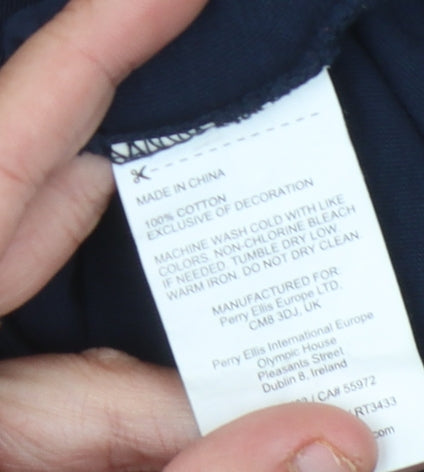 MADE IN CHINA
100% COTTON
EXCLUSIVE OF DECORATION
MACHINE WASH COLD WITH LIKE
COLORS. NON-CHLORINE BLEACH
IF NEEDED. TUMBLE DRY LOW.
WARM IRON. DO NOT DRY CLEAN.
MANUFACTURED FOR:
Perry Ellis Europe LTD.
CM8 3DJ, UK
Perry Ellis International Europe
Olympic House
Pleasants Street
Dublin 8, Ireland
/ CA# 55972
RT3433
.com